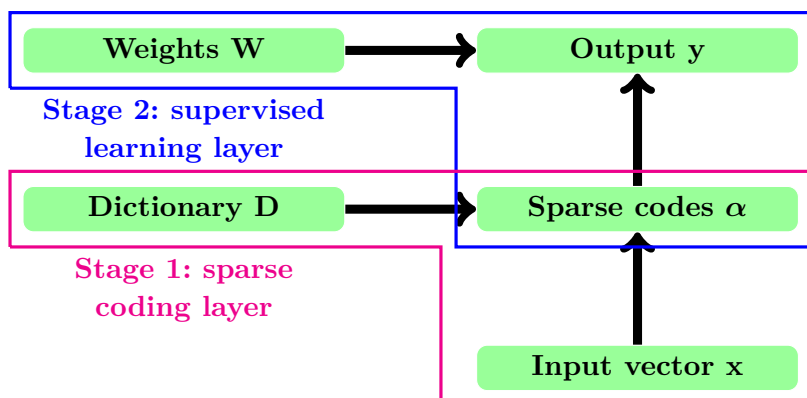 Weights W
Output y
Stage 2: supervised
learning layer
Dictionary D
Sparse codes α
Stage 1: sparse
coding layer
Input vector x